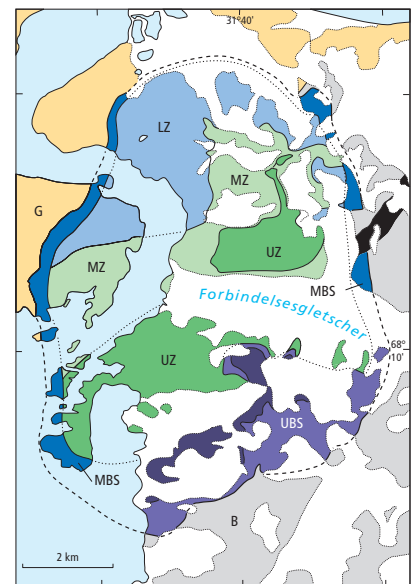 31°40'
LZ
MZ
G
UZ
MBS
MZ
Forbindelsesgletscher
68°
10'
UZ
UBS
MBS
B
2 km